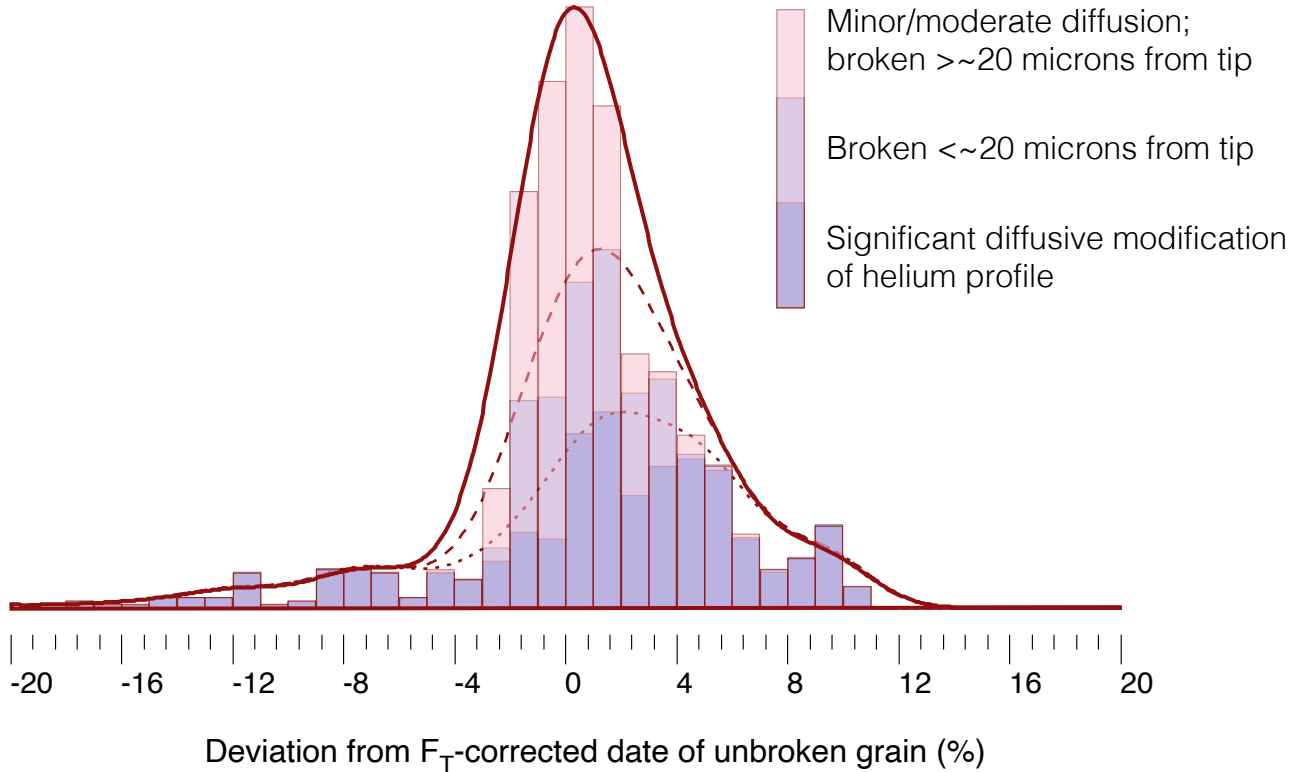 Minor/moderate diffusion;
broken >~20 microns from tip
Broken <~20 microns from tip
Significant diffusive modification
of helium profile
-20 -16 -12 -8 -4 0 4 8 12 16 20
Deviation from FT-corrected date of unbroken grain (%)